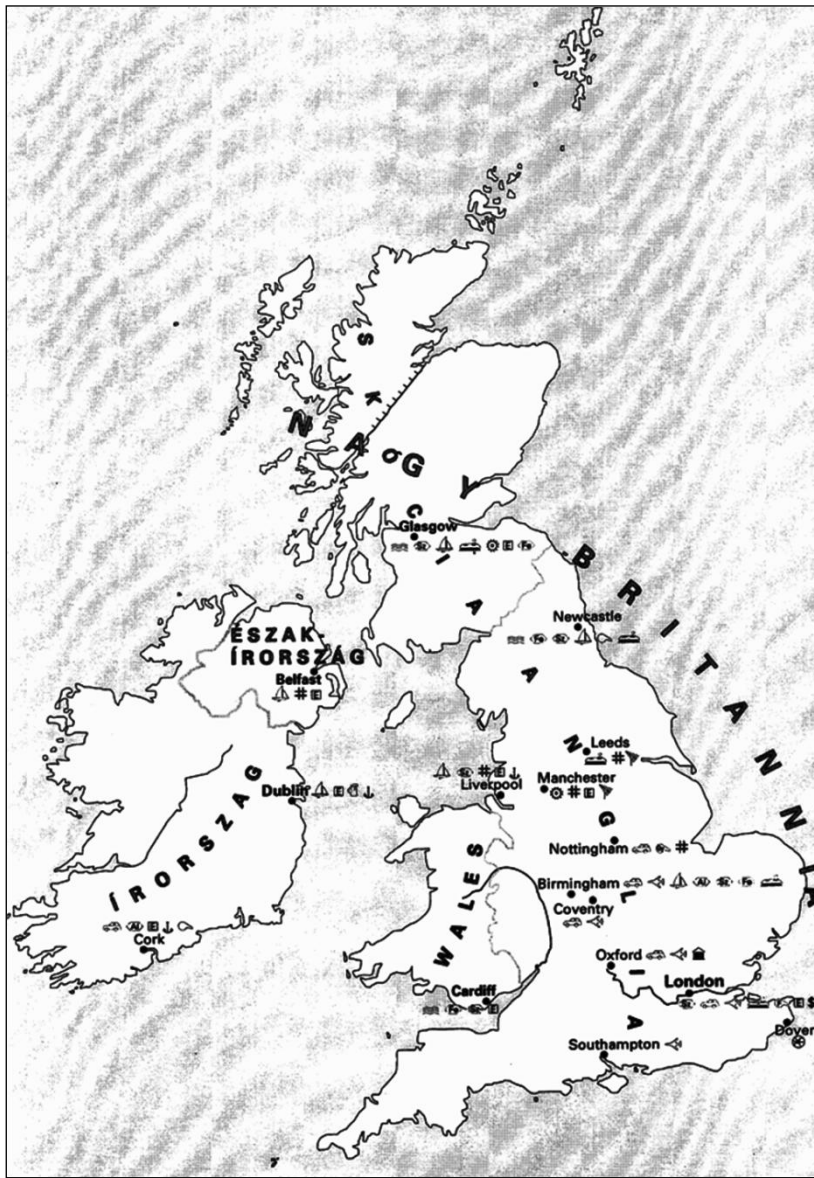 SKÓCIA
NAGY-BRITANNIA
Glasgow
Newcastle
ÉSZAK-
ÍRORSZÁG
Belfast
ANGLIA
Leeds
Manchester
Liverpool
Dublin
ÍRORSZÁG
Nottingham
WALES
Birmingham
Coventry
Cork
Oxford
London
Cardiff
Southampton
Dover